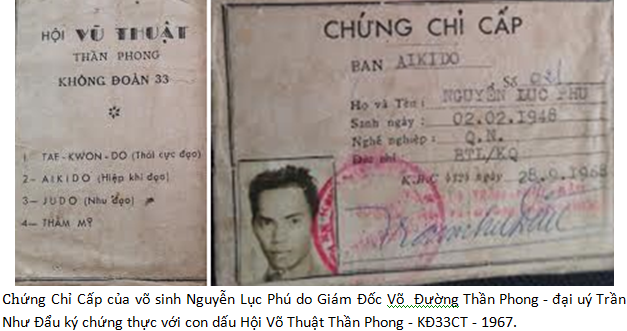 HỘI VŨ THUẬT
THẦN PHONG
KHÔNG ĐOÀN 33
1 TAE-KWON-DO (Thái cực đạo)
2- AIKIDO (Hiệp khí đạo)
3- JUDO (Nhu đạo)
4- THẨM MỸ
CHỨNG CHỈ CẤP
BAN AIKIDO
Số 031
Họ và Tên: NGUYỄN LỤC PHÚ
Sanh ngày: 02.02.1948
Nghề nghiệp: Q.N.
BTL/KQ
K.B.C ngày 28.9.1968
Chứng Chỉ Cấp của võ sinh Nguyễn Lục Phú do Giám Đốc Võ Đường Thần Phong - đại uý Trần
Như Đẩu ký chứng thực với con dấu Hội Võ Thuật Thần Phong - KĐ33CT - 1967.